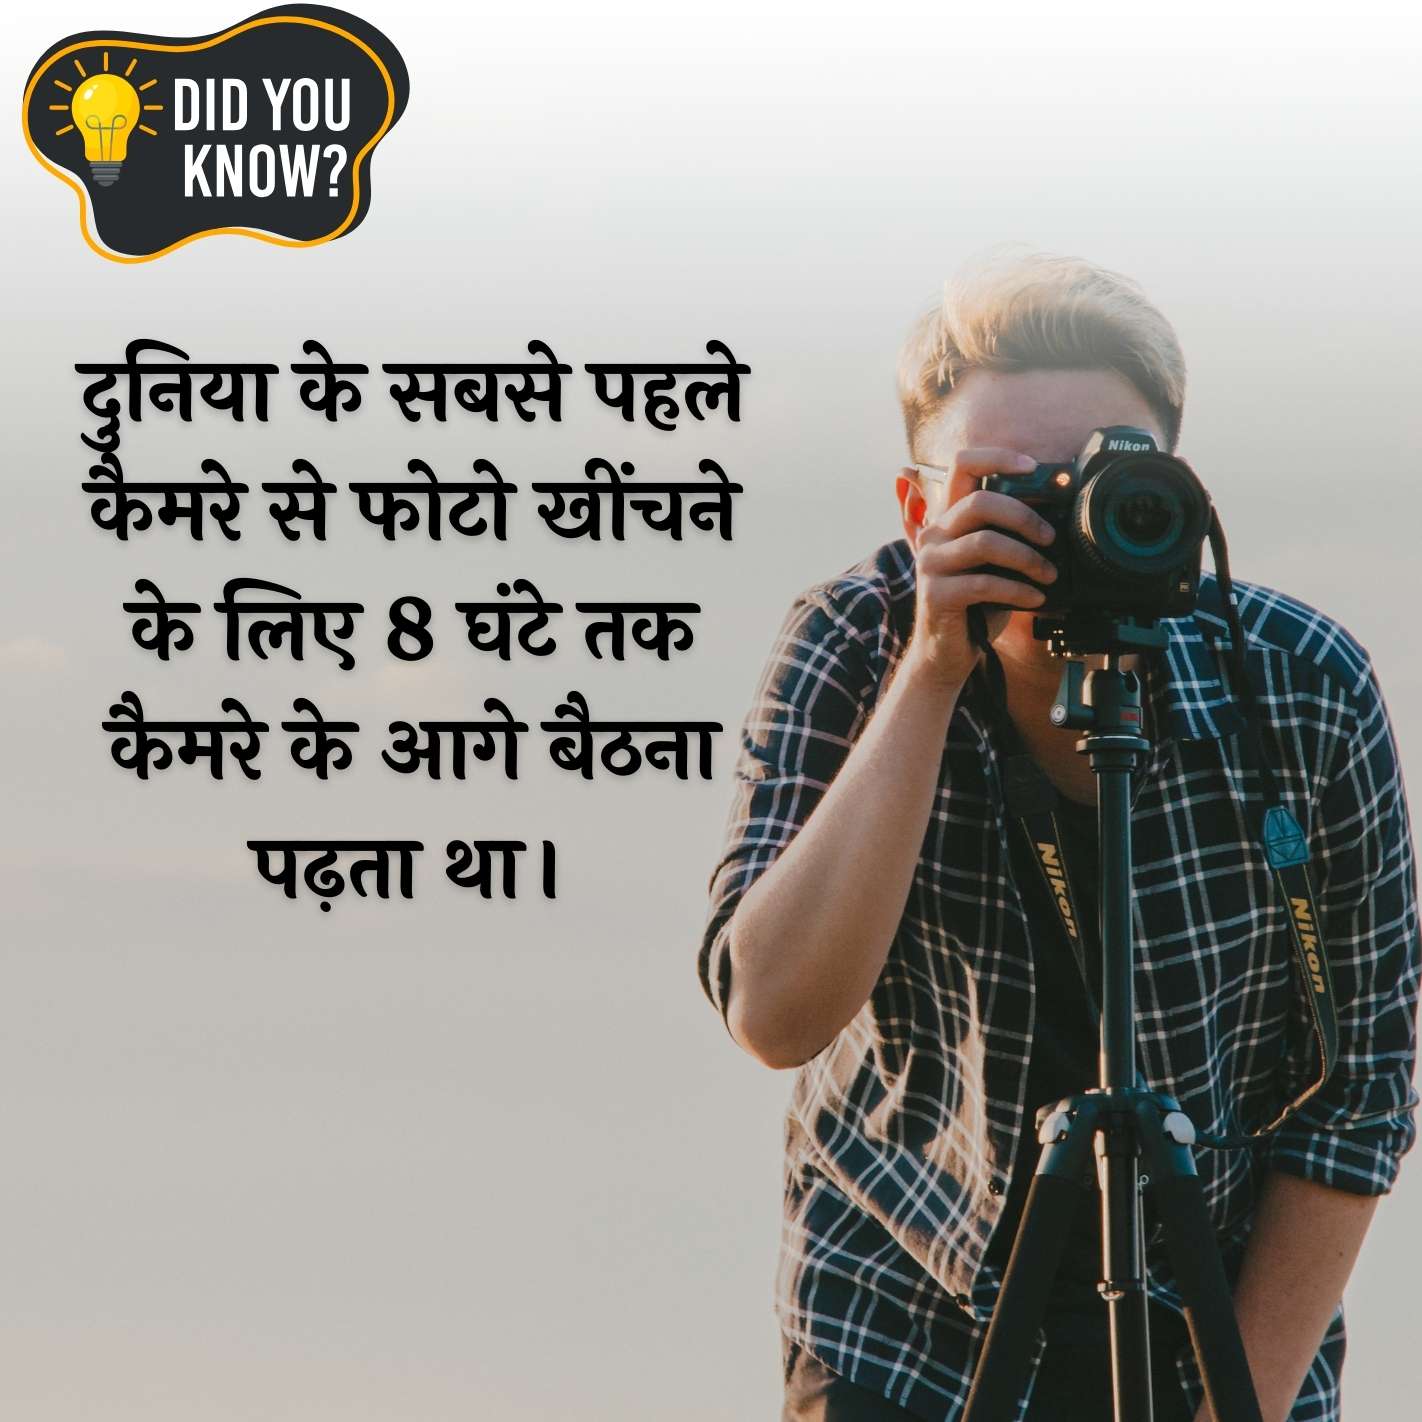 DID YOU
KNOW?
दुनिया के सबसे पहले
कैमरे से फोटो खींचने
के लिए 8 घंटे तक
कैमरे के आगे बैठना
पढ़ता था।
Nikon
Nikon
Nikon